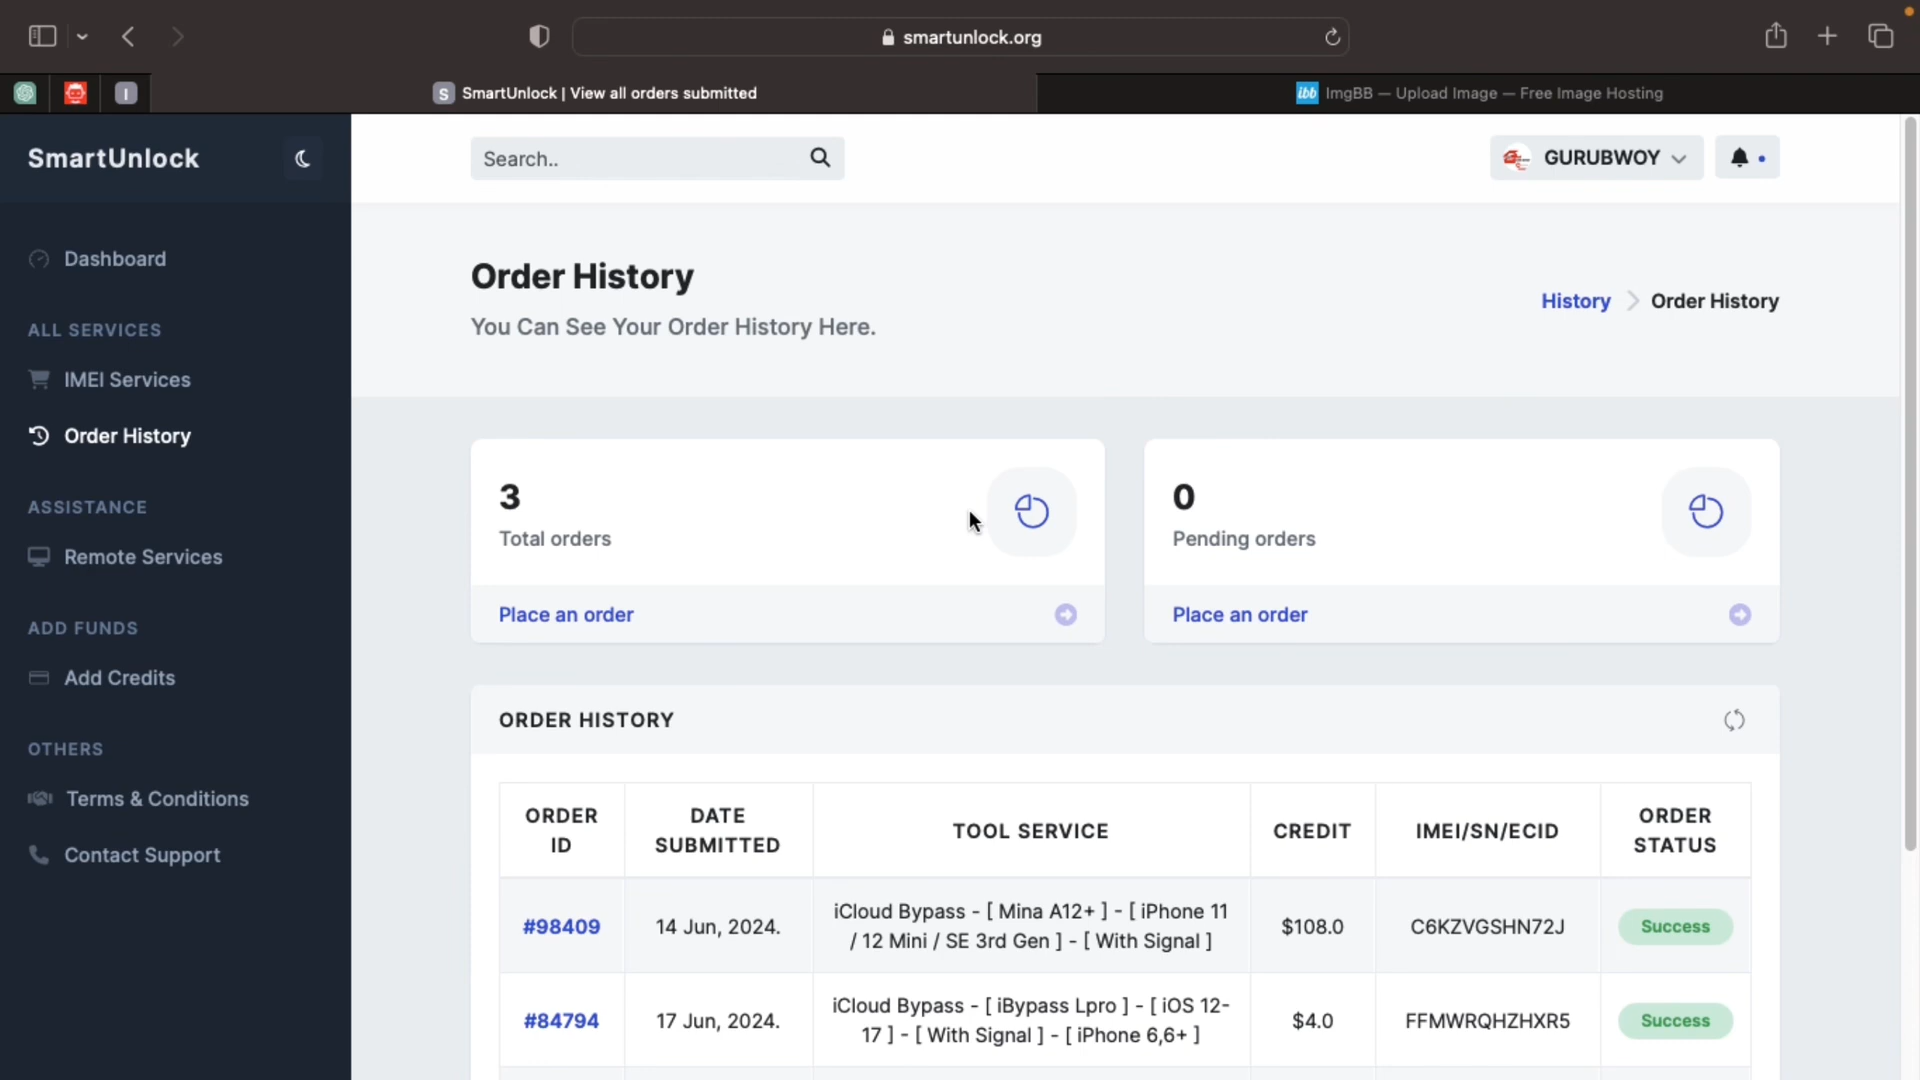 smartunlock.org
I
S SmartUnlock | View all orders submitted
ibb ImgBB — Upload Image — Free Image Hosting
SmartUnlock
Search..
GURUBWOY
Dashboard
ALL SERVICES
IMEI Services
Order History
ASSISTANCE
Remote Services
ADD FUNDS
Add Credits
OTHERS
Terms & Conditions
Contact Support
Order History
You Can See Your Order History Here.
History Order History
3
Total orders
Place an order
0
Pending orders
Place an order
ORDER HISTORY
ORDER ID
DATE SUBMITTED
TOOL SERVICE
CREDIT
IMEI/SN/ECID
ORDER STATUS
#98409
14 Jun, 2024.
iCloud Bypass - [ Mina A12+ ] - [ iPhone 11
/ 12 Mini / SE 3rd Gen ] - [ With Signal ]
$108.0
C6KZVGSHN72J
Success
#84794
17 Jun, 2024.
iCloud Bypass - [ iBypass Lpro ] - [ iOS 12-
17 ] - [ With Signal ] - [ iPhone 6,6+ ]
$4.0
FFMWRQHZHXR5
Success